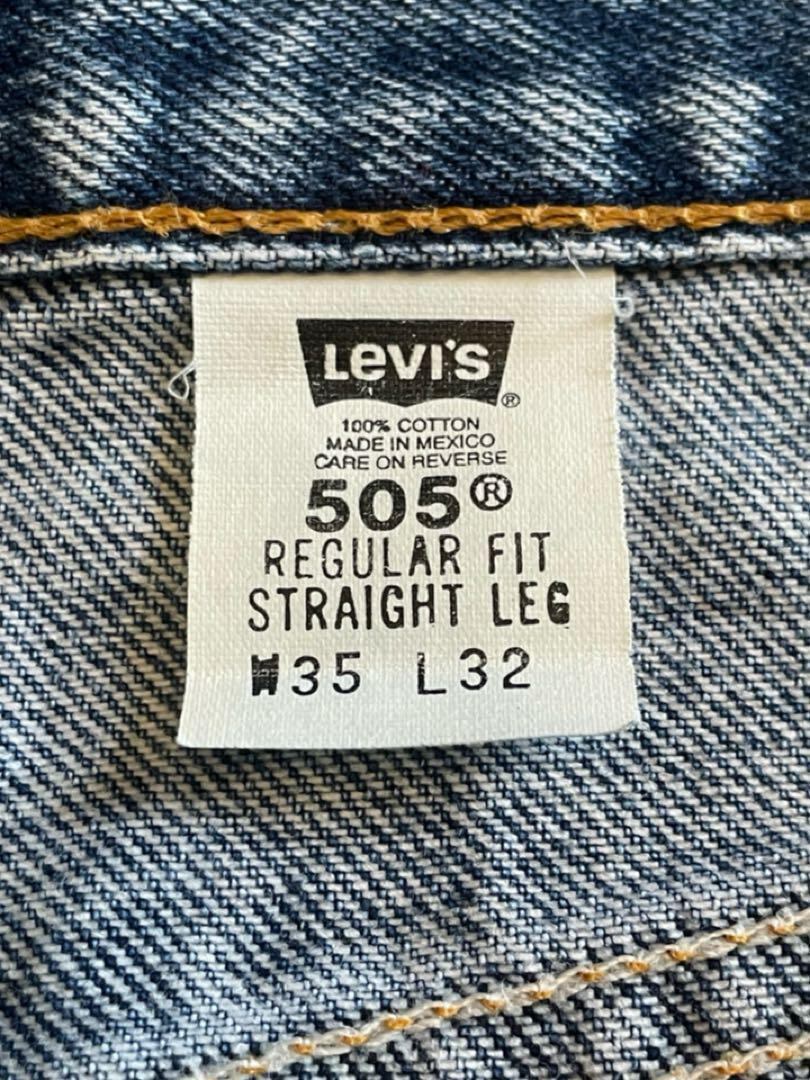 LEVI'S ®
100% COTTON
MADE IN MEXICO
CARE ON REVERSE
505®
REGULAR FIT
STRAIGHT LEG
W35 L32